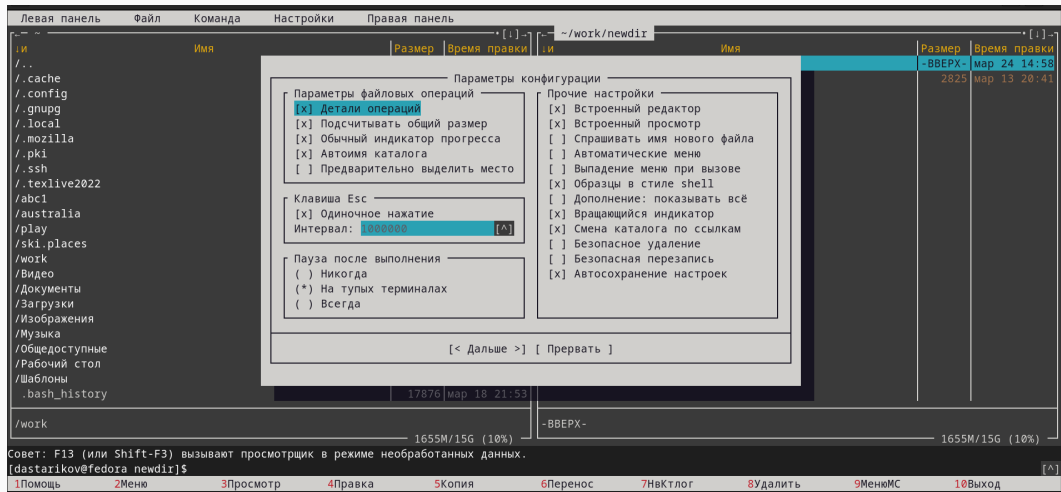 Левая панель Файл Команда Настройки Правая панель
~ [↓] ~/work/newdir [↓]
↓и Имя Размер Время правки ↓и Имя Размер Время правки
/.. -ВВЕРХ- мар 24 14:58
/.cache 2825 мар 13 20:41
/.config
/.gnupg
/.local
/.mozilla
/.pki
/.ssh
/.texlive2022
/abc1
/australia
/play
/ski.places
/work
/Видео
/Документы
/Загрузки
/Изображения
/Музыка
/Общедоступные
/Рабочий стол
/Шаблоны
.bash_history 17876 мар 18 21:53
Параметры конфигурации
Параметры файловых операций
[x] Детали операций
[x] Подсчитывать общий размер
[x] Обычный индикатор прогресса
[x] Автоимя каталога
[ ] Предварительно выделить место
Клавиша Esc
[x] Одиночное нажатие
Интервал: 1000000 [^]
Пауза после выполнения
( ) Никогда
(*) На тупых терминалах
( ) Всегда
Прочие настройки
[x] Встроенный редактор
[x] Встроенный просмотр
[ ] Спрашивать имя нового файла
[ ] Автоматические меню
[ ] Выпадение меню при вызове
[x] Образцы в стиле shell
[ ] Дополнение: показывать всё
[x] Вращающийся индикатор
[x] Смена каталога по ссылкам
[ ] Безопасное удаление
[ ] Безопасная перезапись
[x] Автосохранение настроек
[< Дальше >] [ Прервать ]
/work -ВВЕРХ-
1655M/15G (10%) 1655M/15G (10%)
Совет: F13 (или Shift-F3) вызывают просмотрщик в режиме необработанных данных.
[dastarikov@fedora newdir]$ [^]
1Помощь 2Меню 3Просмотр 4Правка 5Копия 6Перенос 7НвКтлог 8Удалить 9МенюМС 10Выход